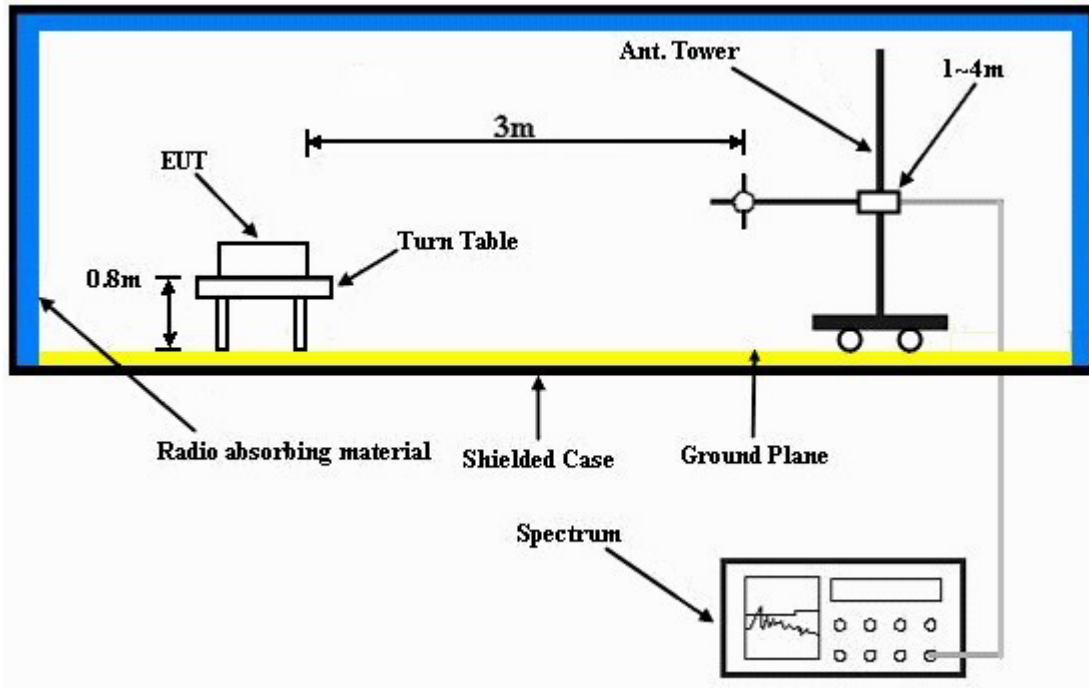 Ant. Tower
1~4m
3m
EUT
Turn Table
0.8m
Radio absorbing material
Shielded Case
Ground Plane
Spectrum